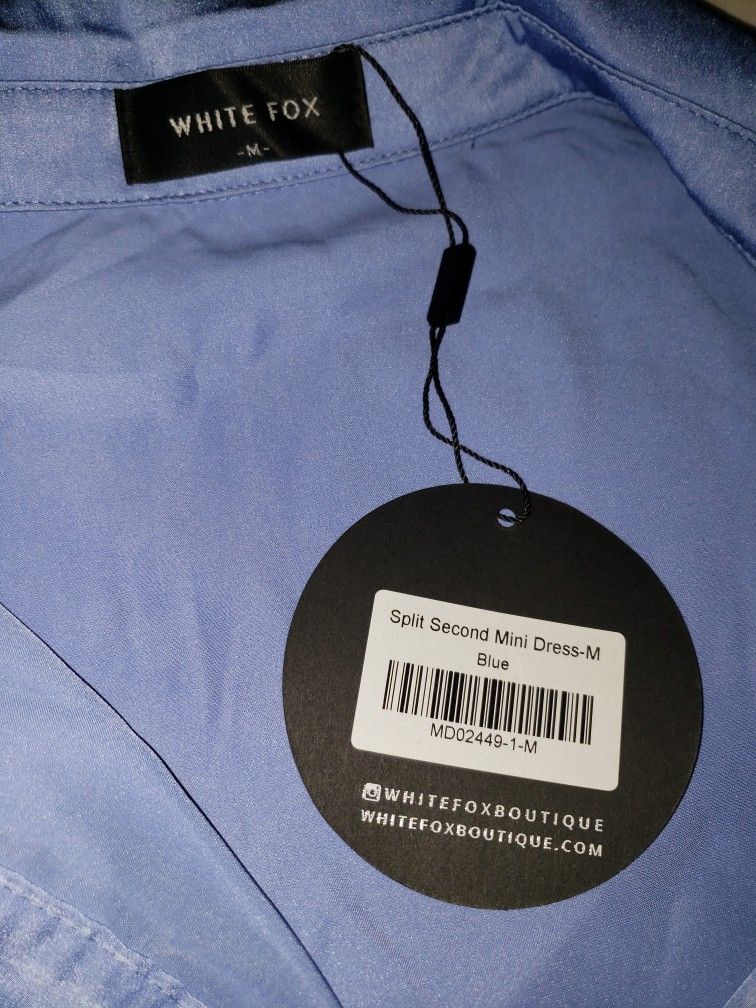 WHITE FOX
-M-
Split Second Mini Dress-M
Blue
MD02449-1-M
WHITEFOXBOUTIQUE
WHITEFOXBOUTIQUE.COM